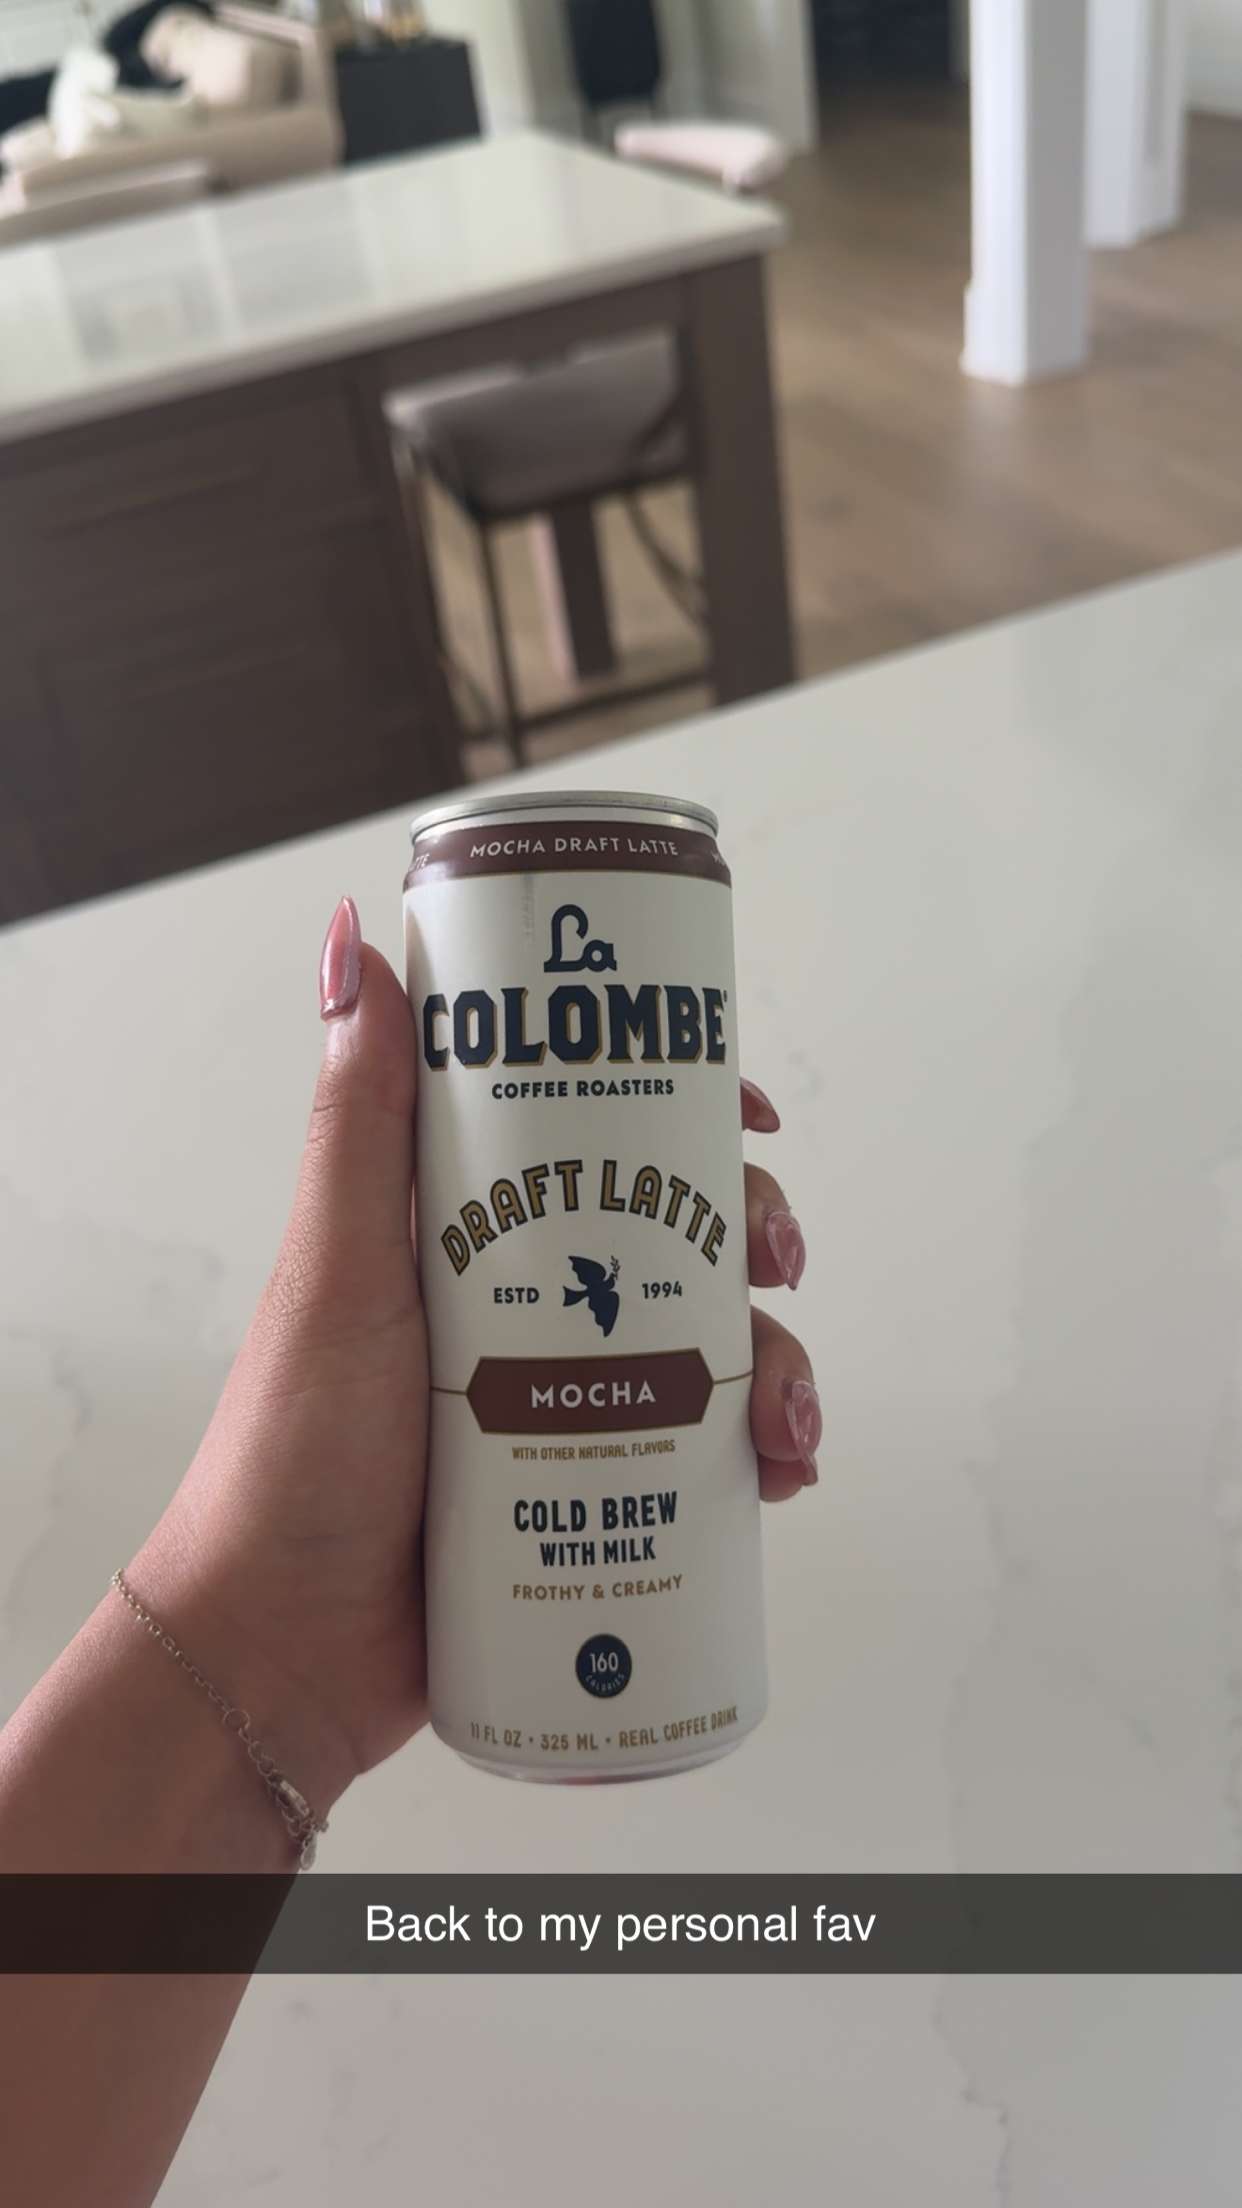 MOCHA DRAFT LATTE
La
COLOMBE
COFFEE ROASTERS
DRAFT LATTE
ESTD 1994
MOCHA
WITH OTHER NATURAL FLAVORS
COLD BREW
WITH MILK
FROTHY & CREAMY
160
CALORIES
11 FL OZ • 325 ML • REAL COFFEE DRINK
Back to my personal fav